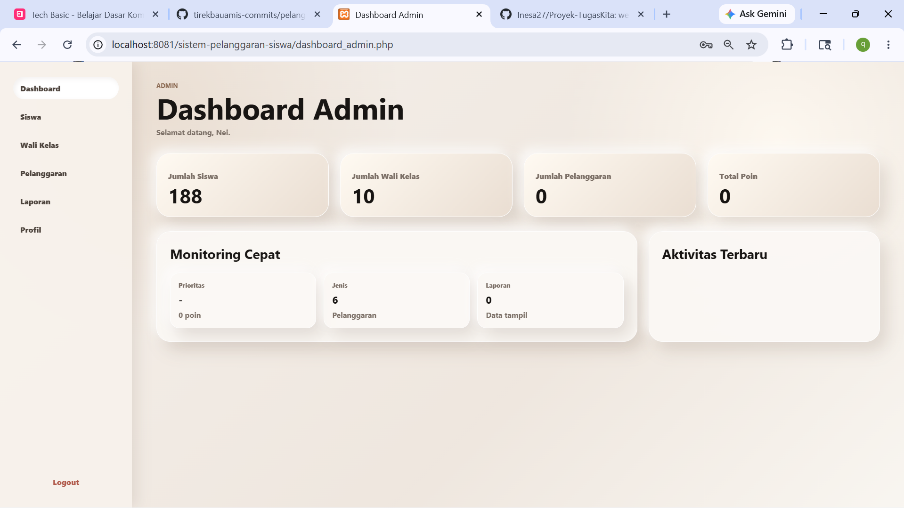 Tech Basic - Belajar Dasar Kom
tirekbauamis-commits/pelang
Dashboard Admin
Inesa27//Proyek-TugasKita: we
Ask Gemini
localhost:8081/sistem-pelanggaran-siswa/dashboard_admin.php
q
Dashboard
Siswa
Wali Kelas
Pelanggaran
Laporan
Profil
Logout
ADMIN
Dashboard Admin
Selamat datang, Nei.
Jumlah Siswa
188
Jumlah Wali Kelas
10
Jumlah Pelanggaran
0
Total Poin
0
Monitoring Cepat
Prioritas
-
0 poin
Jenis
6
Pelanggaran
Laporan
0
Data tampil
Aktivitas Terbaru